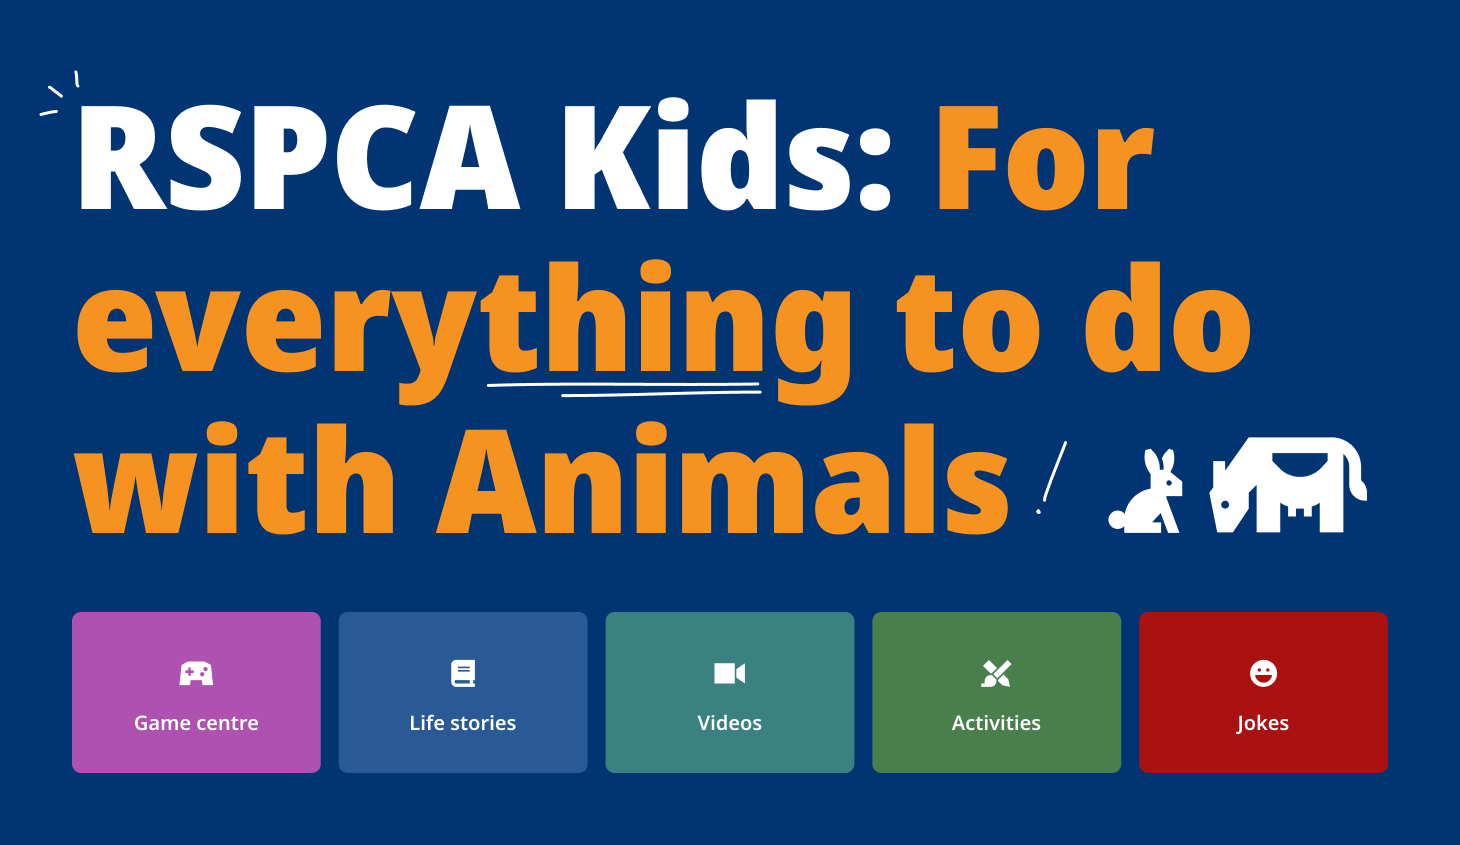 RSPCA Kids: For
everything to do
with Animals
Game centre
Life stories
Videos
Activities
Jokes